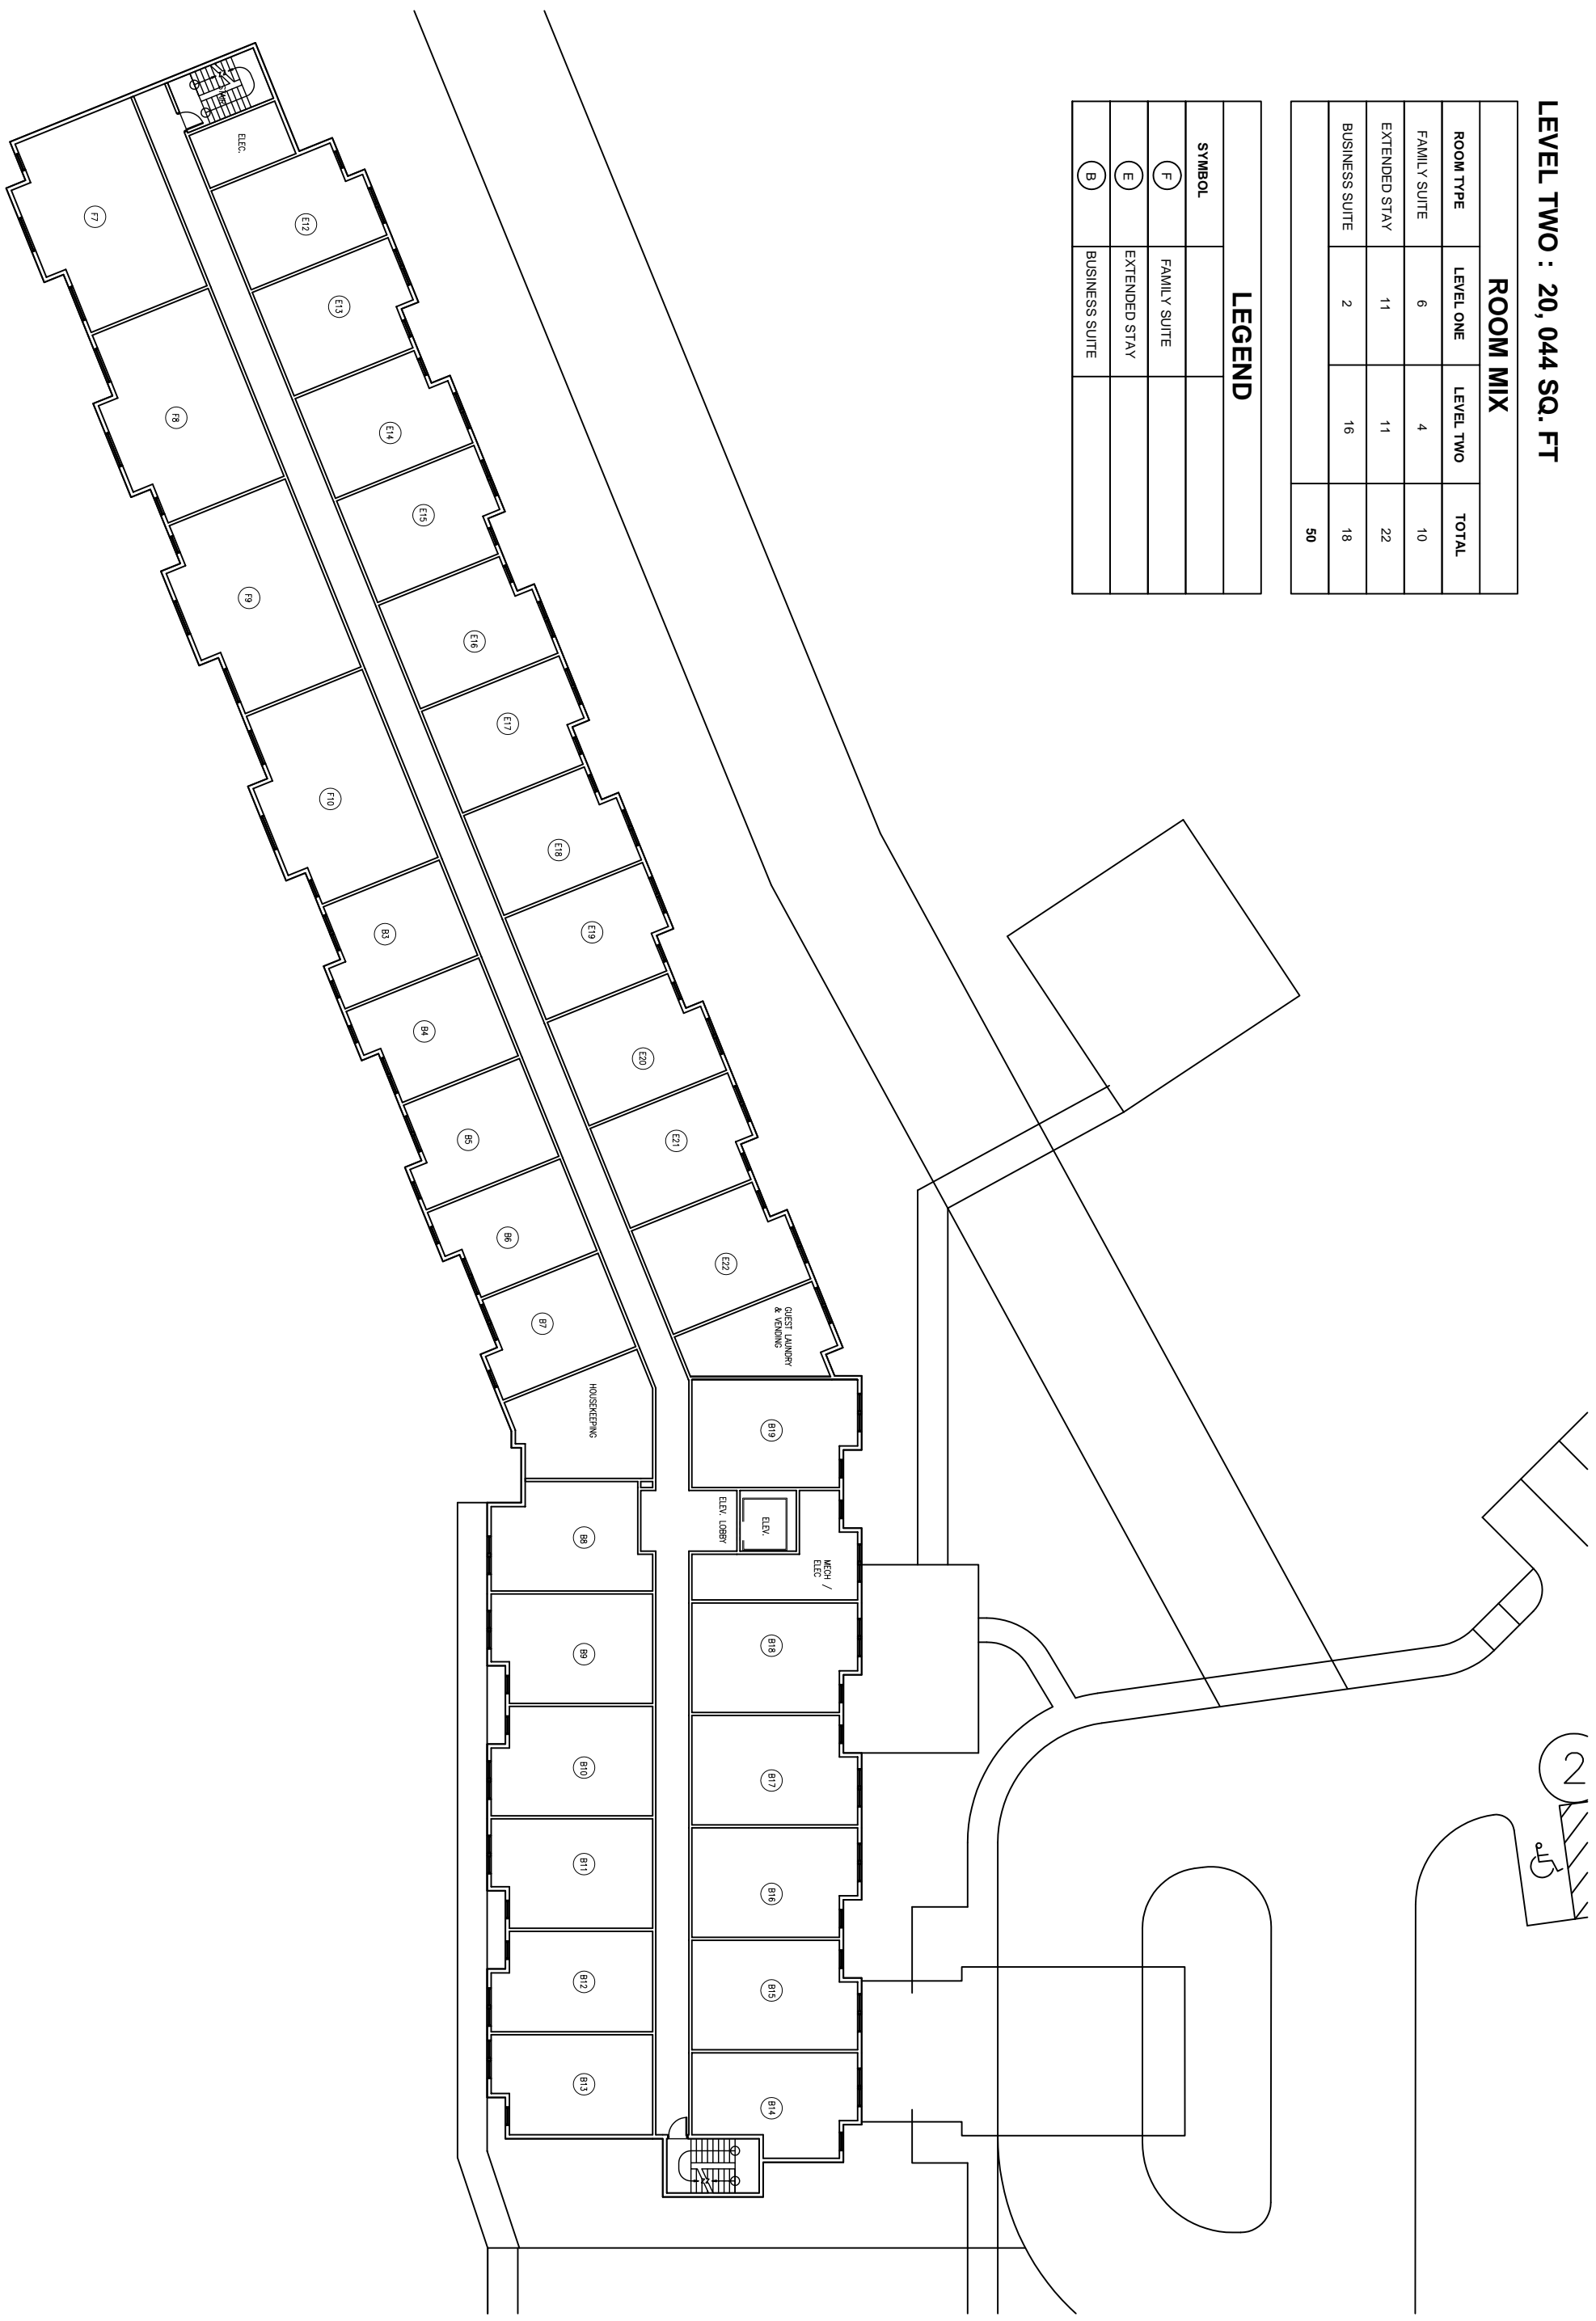 LEVEL TWO : 20, 044 SQ. FT
ROOM MIX
ROOM TYPE LEVEL ONE LEVEL TWO TOTAL
FAMILY SUITE 6 4 10
EXTENDED STAY 11 11 22
BUSINESS SUITE 2 16 18
50
LEGEND
SYMBOL
F FAMILY SUITE
E EXTENDED STAY
B BUSINESS SUITE
2
ELEC.
E12
E13
E14
E15
E16
E17
E18
E19
E20
E21
E22
GUEST LAUNDRY
& VENDING
F7
F8
F9
F10
B3
B4
B5
B6
B7
HOUSEKEEPING
B19
ELEV. LOBBY
ELEV.
MECH /
ELEC
B18
B17
B16
B15
B14
B8
B9
B10
B11
B12
B13